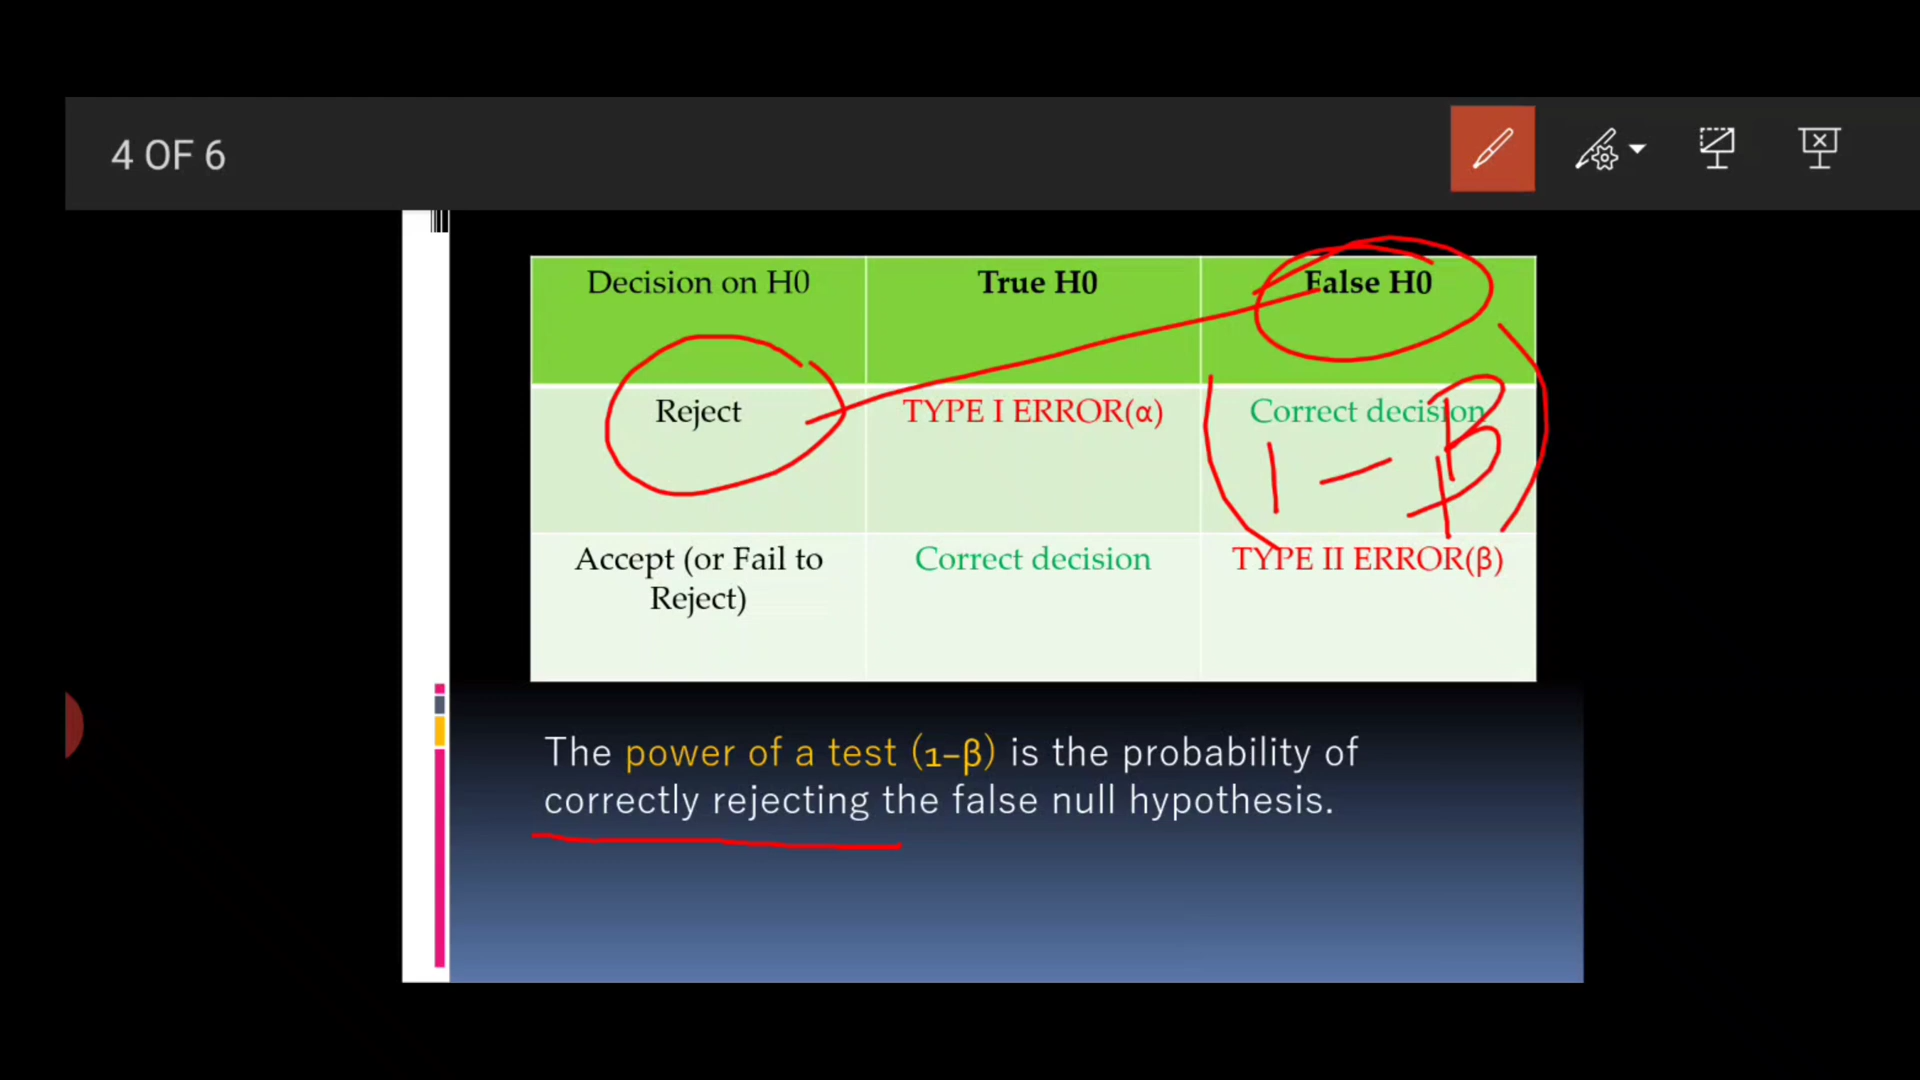 4 OF 6
Decision on H0
True H0
False H0
Reject
TYPE I ERROR(α)
Correct decision
1 - β
Accept (or Fail to
Reject)
Correct decision
TYPE II ERROR(β)
The power of a test (1-β) is the probability of
correctly rejecting the false null hypothesis.